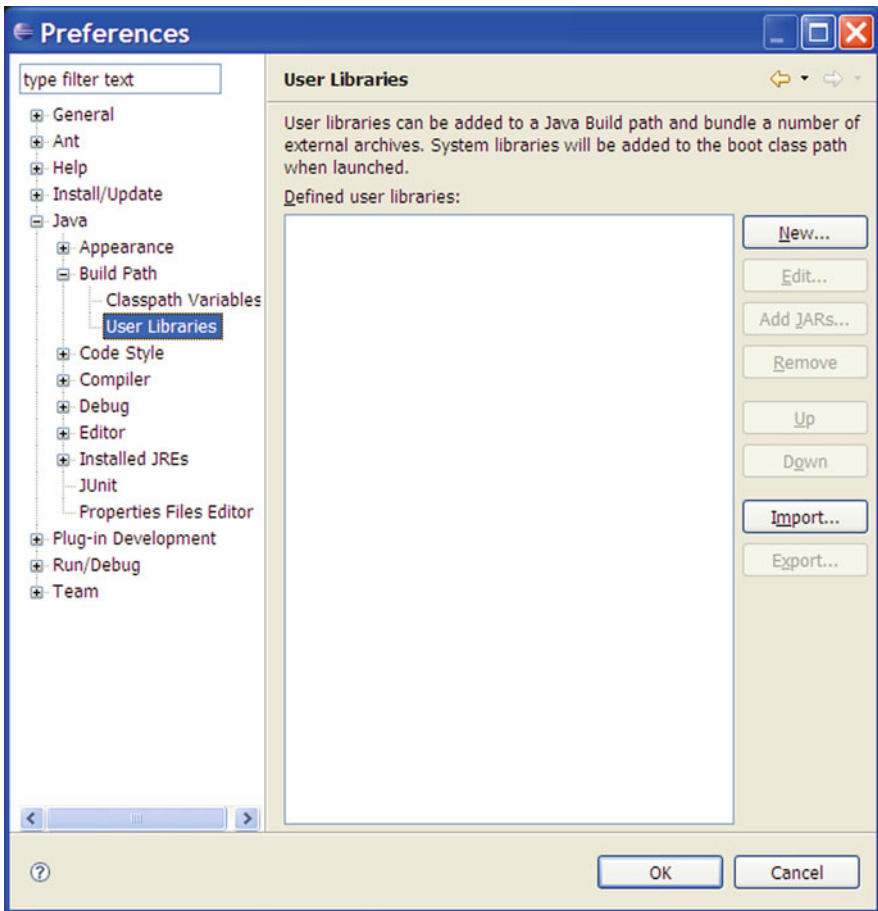 Preferences
type filter text
General
Ant
Help
Install/Update
Java
Appearance
Build Path
Classpath Variables
User Libraries
Code Style
Compiler
Debug
Editor
Installed JREs
JUnit
Properties Files Editor
Plug-in Development
Run/Debug
Team
User Libraries
User libraries can be added to a Java Build path and bundle a number of
external archives. System libraries will be added to the boot class path
when launched.
Defined user libraries:
New...
Edit...
Add JARs...
Remove
Up
Down
Import...
Export...
?
OK
Cancel